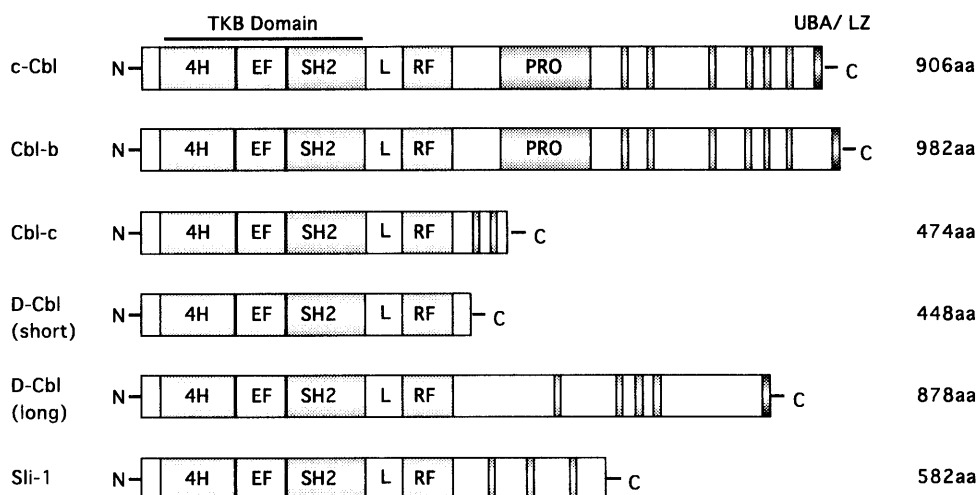 TKB Domain UBA/ LZ
c-Cbl N 4H EF SH2 L RF PRO C 906aa
Cbl-b N 4H EF SH2 L RF PRO C 982aa
Cbl-c N 4H EF SH2 L RF C 474aa
D-Cbl
(short) N 4H EF SH2 L RF C 448aa
D-Cbl
(long) N 4H EF SH2 L RF C 878aa
Sli-1 N 4H EF SH2 L RF C 582aa